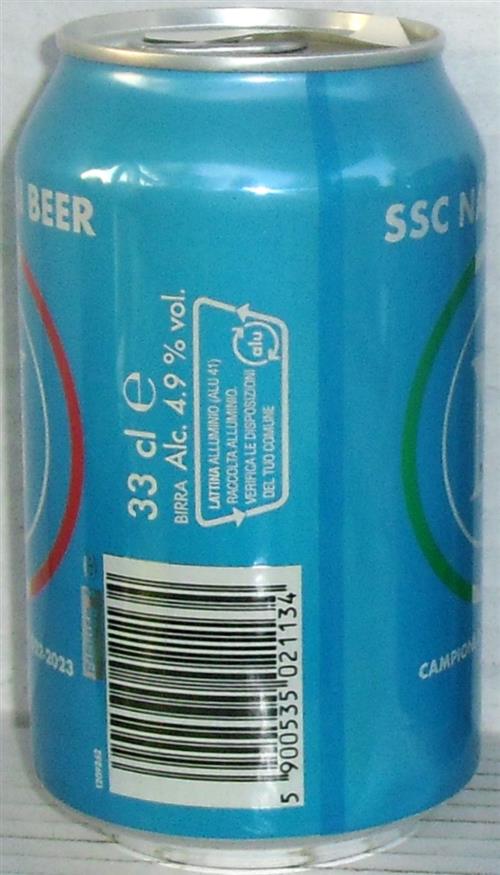 BEER
SSC
33 cl e
BIRRA Alc. 4.9 % vol.
LATTINA ALLUMINIO (ALU 41)
RACCOLTA ALLUMINIO.
VERIFICA LE DISPOSIZIONI
DEL TUO COMUNE
alu
-2023
5 900535 021134